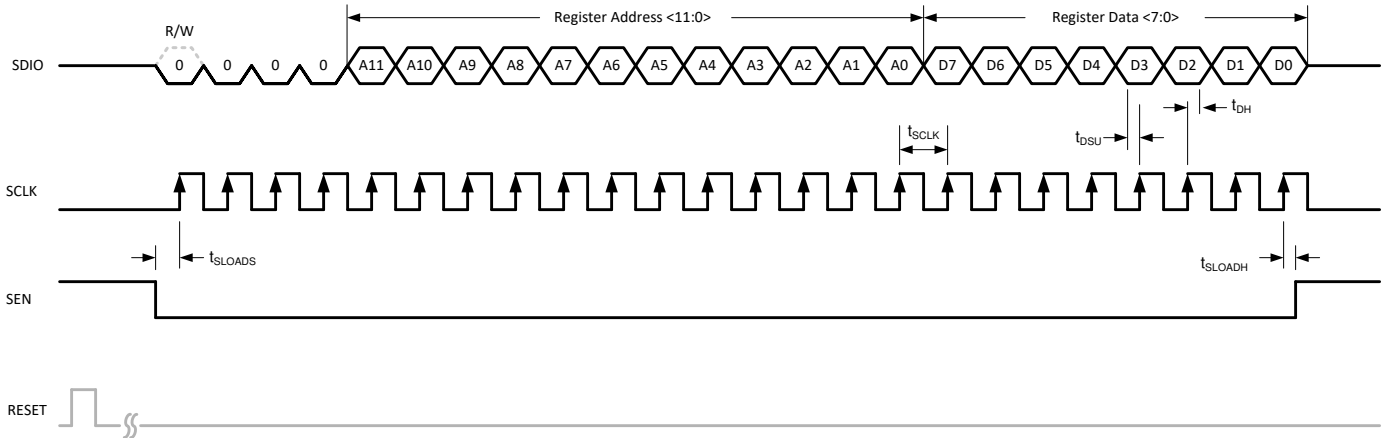 Register Address <11:0> Register Data <7:0>
R/W
SDIO 0 0 0 0 A11 A10 A9 A8 A7 A6 A5 A4 A3 A2 A1 A0 D7 D6 D5 D4 D3 D2 D1 D0
tDH
tSCLK tDSU
SCLK
tSLOADS tSLOADH
SEN
RESET